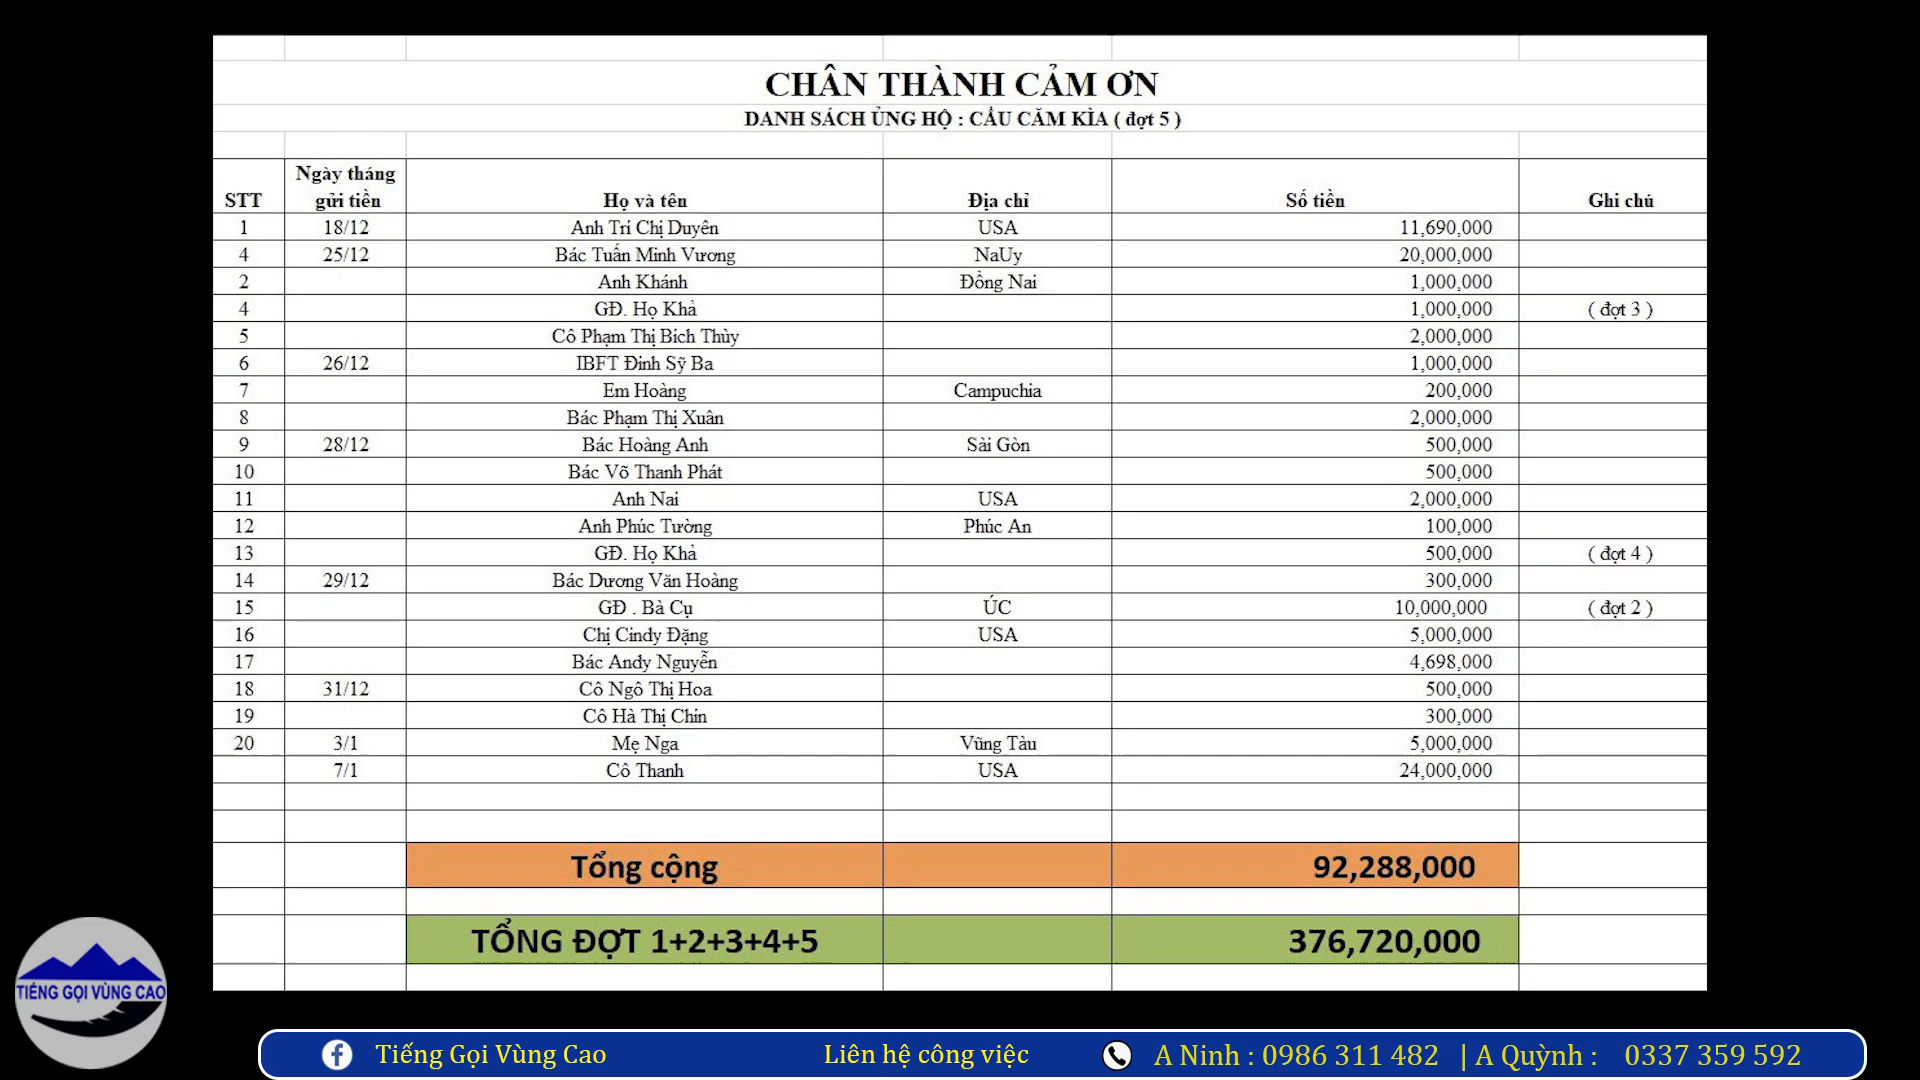 CHÂN THÀNH CẢM ƠN
DANH SÁCH ỦNG HỘ : CẦU CĂM KÌA ( đợt 5 )
STT Ngày tháng gửi tiền Họ và tên Địa chỉ Số tiền Ghi chú
1 18/12 Anh Trí Chị Duyên USA 11,690,000
4 25/12 Bác Tuấn Minh Vương NaUy 20,000,000
2 Anh Khánh Đồng Nai 1,000,000
4 GĐ. Họ Khả 1,000,000 ( đợt 3 )
5 Cô Phạm Thị Bích Thùy 2,000,000
6 26/12 IBFT Đinh Sỹ Ba 1,000,000
7 Em Hoàng Campuchia 200,000
8 Bác Phạm Thị Xuân 2,000,000
9 28/12 Bác Hoàng Anh Sài Gòn 500,000
10 Bác Võ Thanh Phát 500,000
11 Anh Nai USA 2,000,000
12 Anh Phúc Tường Phúc An 100,000
13 GĐ. Họ Khả 500,000 ( đợt 4 )
14 29/12 Bác Dương Văn Hoàng 300,000
15 GĐ . Bà Cụ ÚC 10,000,000 ( đợt 2 )
16 Chị Cindy Đặng USA 5,000,000
17 Bác Andy Nguyễn 4,698,000
18 31/12 Cô Ngô Thị Hoa 500,000
19 Cô Hà Thị Chín 300,000
20 3/1 Mẹ Nga Vũng Tàu 5,000,000
7/1 Cô Thanh USA 24,000,000
Tổng cộng 92,288,000
TỔNG ĐỢT 1+2+3+4+5 376,720,000
TIẾNG GỌI VÙNG CAO
Tiếng Gọi Vùng Cao Liên hệ công việc A Ninh : 0986 311 482 | A Quỳnh : 0337 359 592